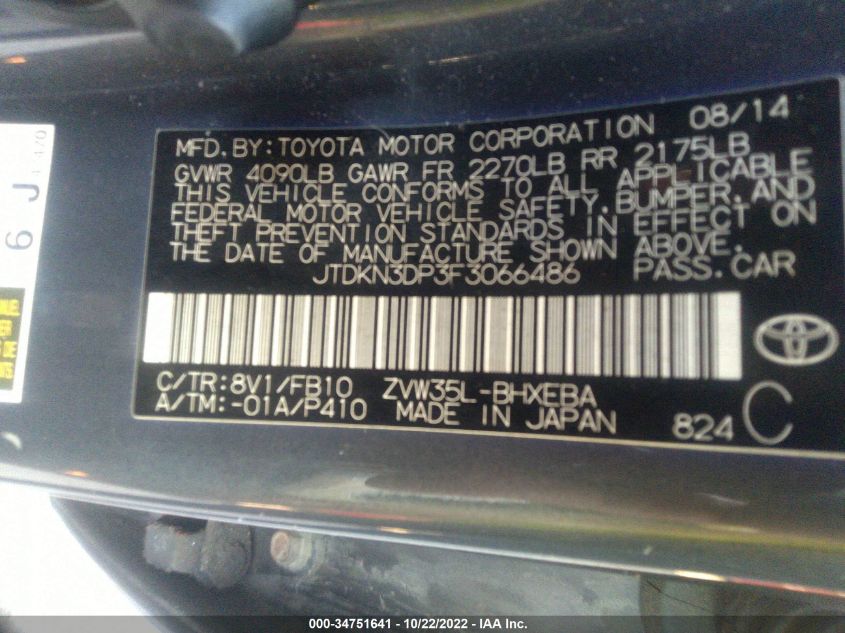 MFD. BY: TOYOTA MOTOR CORPORATION 08/14
GVWR 4090LB GAWR FR 2270LB RR 2175LB
THIS VEHICLE CONFORMS TO ALL APPLICABLE
FEDERAL MOTOR VEHICLE SAFETY, BUMPER, AND
THEFT PREVENTION STANDARDS IN EFFECT ON
THE DATE OF MANUFACTURE SHOWN ABOVE.
JTDKN3DP3F3066486 PASS. CAR
C/TR:8V1/FB10 ZVW35L-BHXEBA
A/TM:-01A/P410 MADE IN JAPAN 824 C
6 J
000-34751641 / 10/22/2022 - IAA Inc.